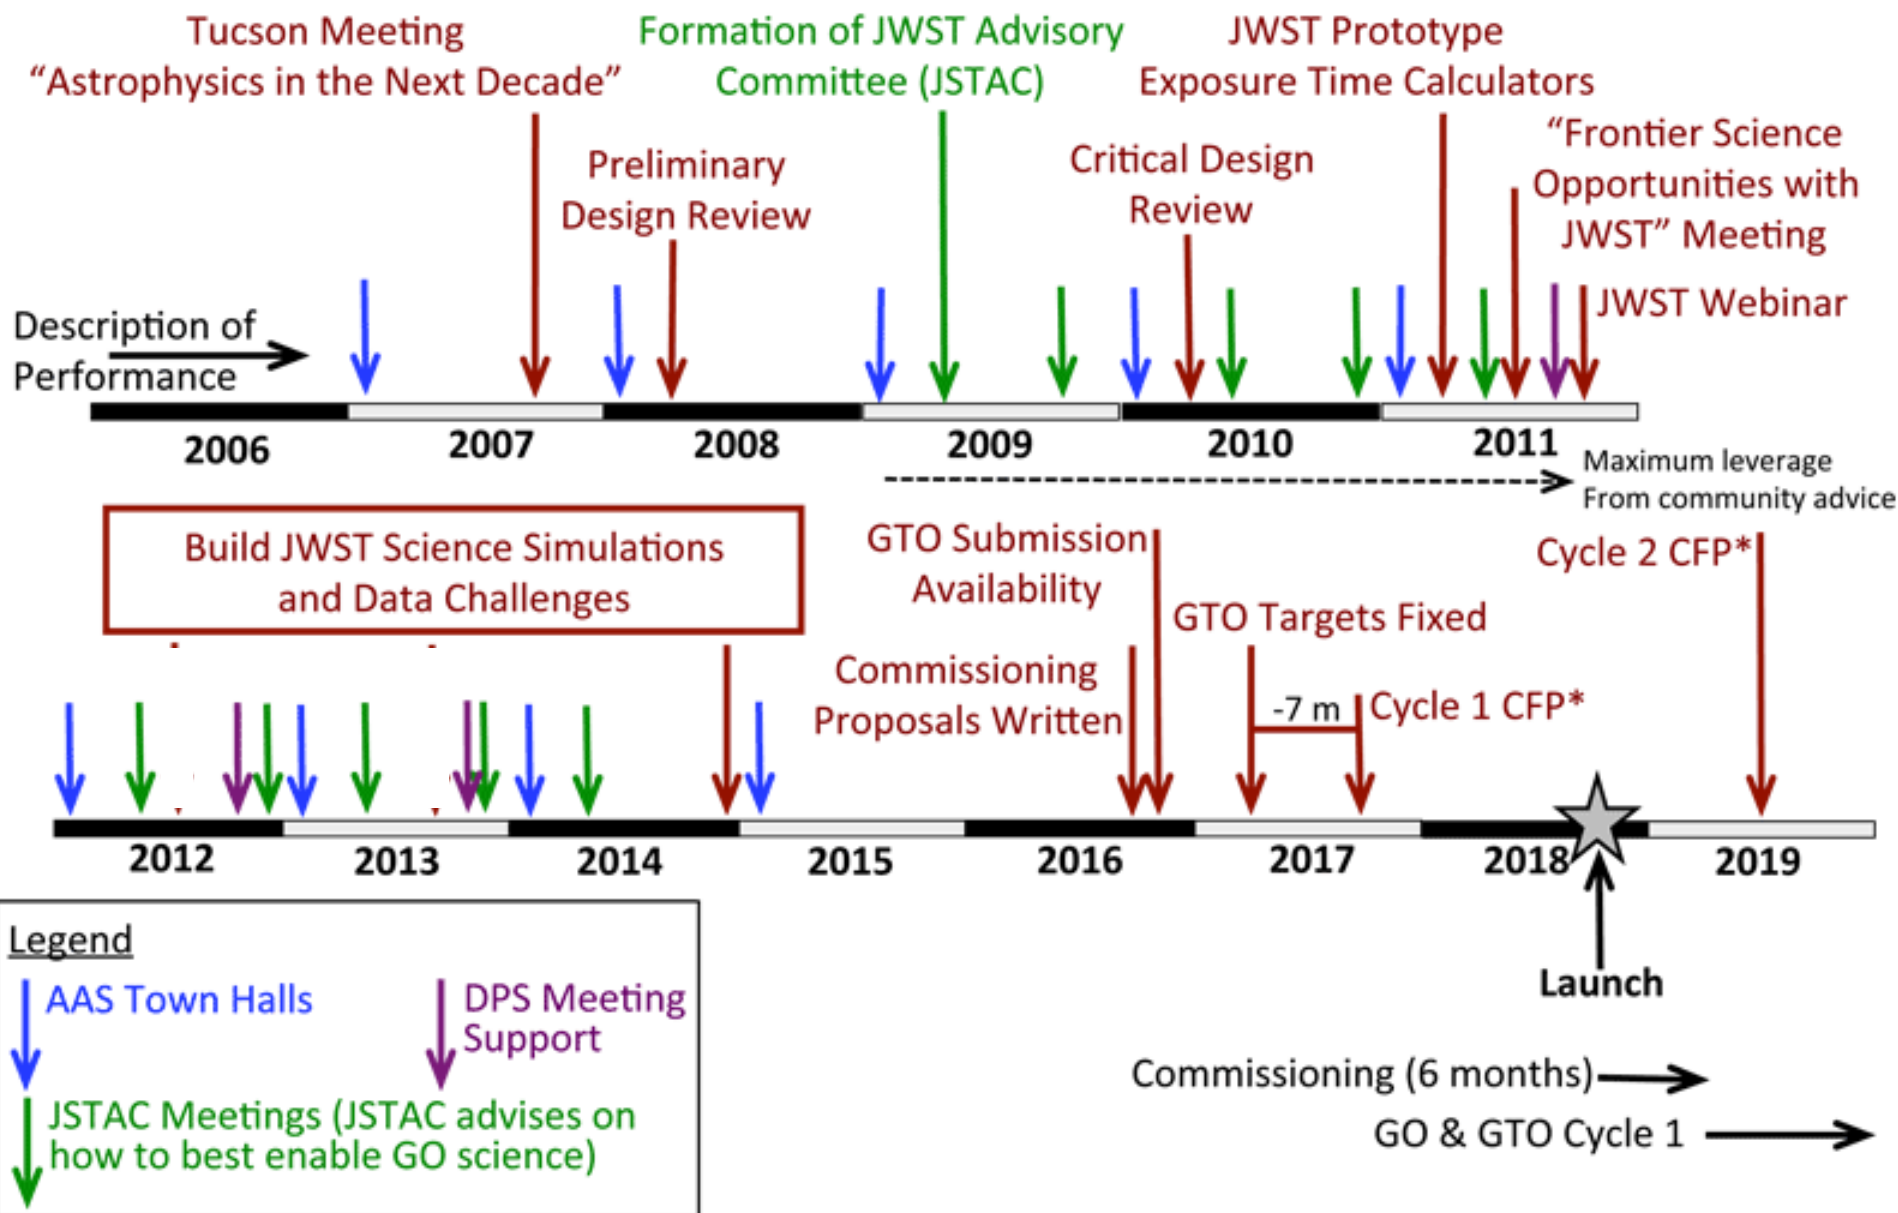 Tucson Meeting
“Astrophysics in the Next Decade”
Formation of JWST Advisory
Committee (JSTAC)
JWST Prototype
Exposure Time Calculators
Preliminary
Design Review
Critical Design
Review
“Frontier Science
Opportunities with
JWST” Meeting
JWST Webinar
Description of
Performance
2006 2007 2008 2009 2010 2011
Maximum leverage
From community advice
Build JWST Science Simulations
and Data Challenges
GTO Submission
Availability
Cycle 2 CFP*
GTO Targets Fixed
Commissioning
Proposals Written
-7 m
Cycle 1 CFP*
2012 2013 2014 2015 2016 2017 2018 2019
Launch
Legend
AAS Town Halls
DPS Meeting
Support
JSTAC Meetings (JSTAC advises on
how to best enable GO science)
Commissioning (6 months)
GO & GTO Cycle 1